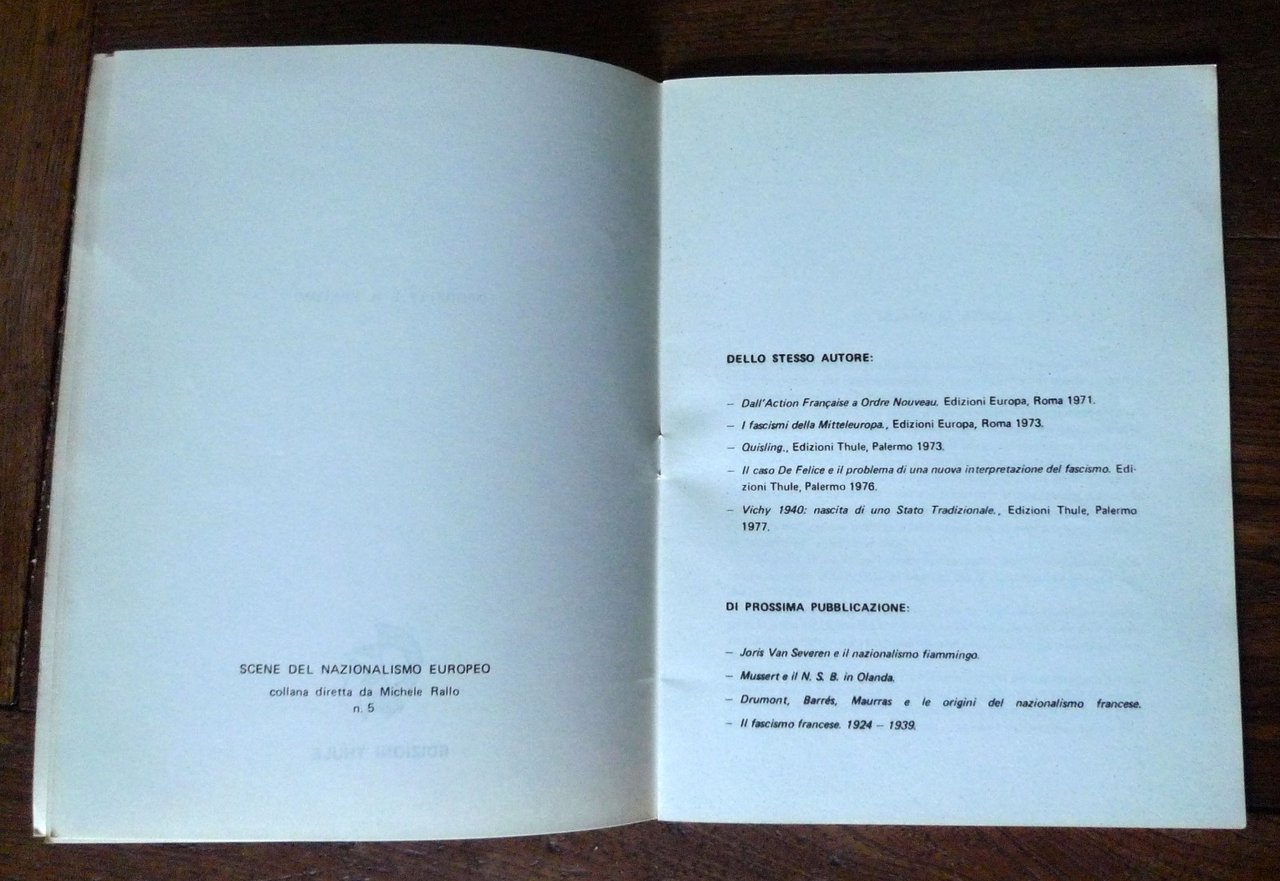 SCENE DEL NAZIONALISMO EUROPEO
collana diretta da Michele Rallo
n. 5
DELLO STESSO AUTORE:
– Dall'Action Française a Ordre Nouveau. Edizioni Europa, Roma 1971.
– I fascismi della Mitteleuropa., Edizioni Europa, Roma 1973.
– Quisling., Edizioni Thule, Palermo 1973.
– Il caso De Felice e il problema di una nuova interpretazione del fascismo. Edi-
zioni Thule, Palermo 1976.
– Vichy 1940: nascita di uno Stato Tradizionale., Edizioni Thule, Palermo
1977.
DI PROSSIMA PUBBLICAZIONE:
– Joris Van Severen e il nazionalismo fiammingo.
– Mussert e il N. S. B. in Olanda.
– Drumont, Barrés, Maurras e le origini del nazionalismo francese.
– Il fascismo francese. 1924 – 1939.